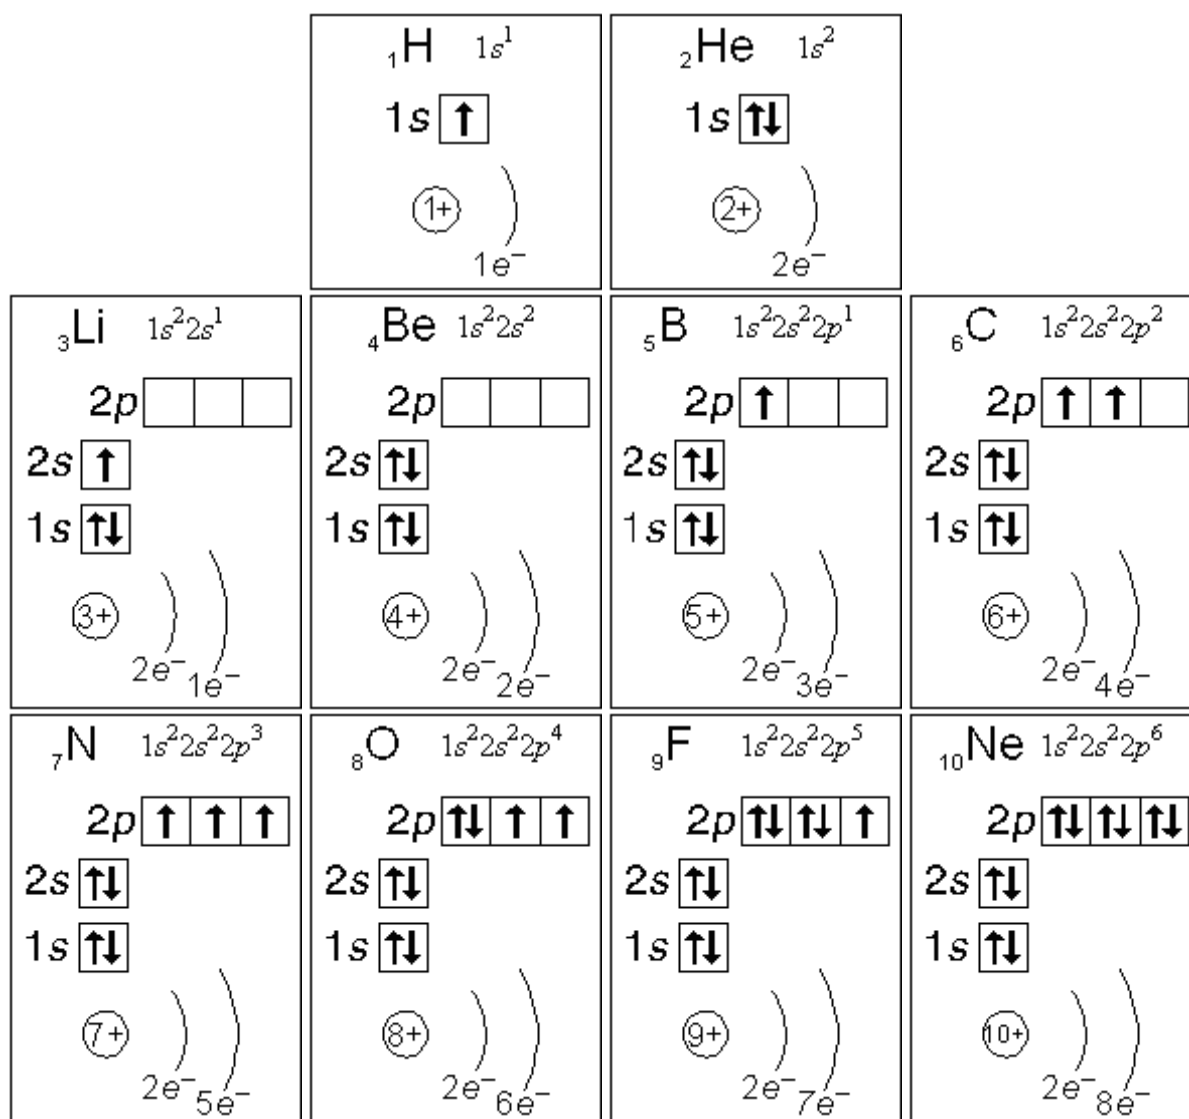 ₁H 1s¹
1s ↑
1+
1e⁻
₂He 1s²
1s ↑↓
2+
2e⁻
₃Li 1s²2s¹
2p
2s ↑
1s ↑↓
3+
2e⁻ 1e⁻
₄Be 1s²2s²
2p
2s ↑↓
1s ↑↓
4+
2e⁻ 2e⁻
₅B 1s²2s²2p¹
2p ↑
2s ↑↓
1s ↑↓
5+
2e⁻ 3e⁻
₆C 1s²2s²2p²
2p ↑ ↑
2s ↑↓
1s ↑↓
6+
2e⁻ 4e⁻
₇N 1s²2s²2p³
2p ↑ ↑ ↑
2s ↑↓
1s ↑↓
7+
2e⁻ 5e⁻
₈O 1s²2s²2p⁴
2p ↑↓ ↑ ↑
2s ↑↓
1s ↑↓
8+
2e⁻ 6e⁻
₉F 1s²2s²2p⁵
2p ↑↓ ↑↓ ↑
2s ↑↓
1s ↑↓
9+
2e⁻ 7e⁻
₁₀Ne 1s²2s²2p⁶
2p ↑↓ ↑↓ ↑↓
2s ↑↓
1s ↑↓
10+
2e⁻ 8e⁻